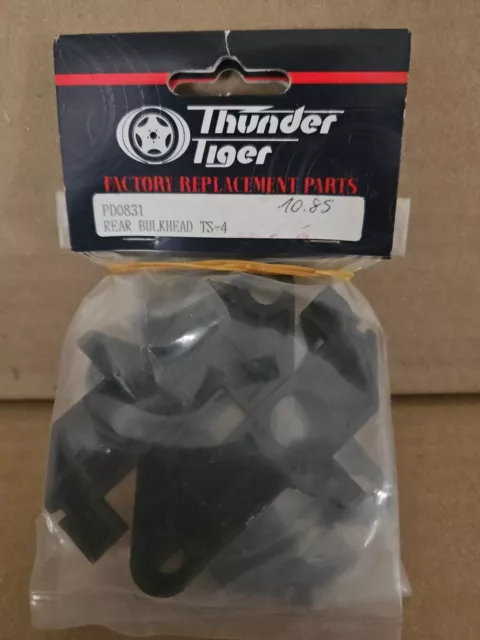 Thunder
Tiger
FACTORY REPLACEMENT PARTS
PD0831
10.85
REAR BULKHEAD TS-4